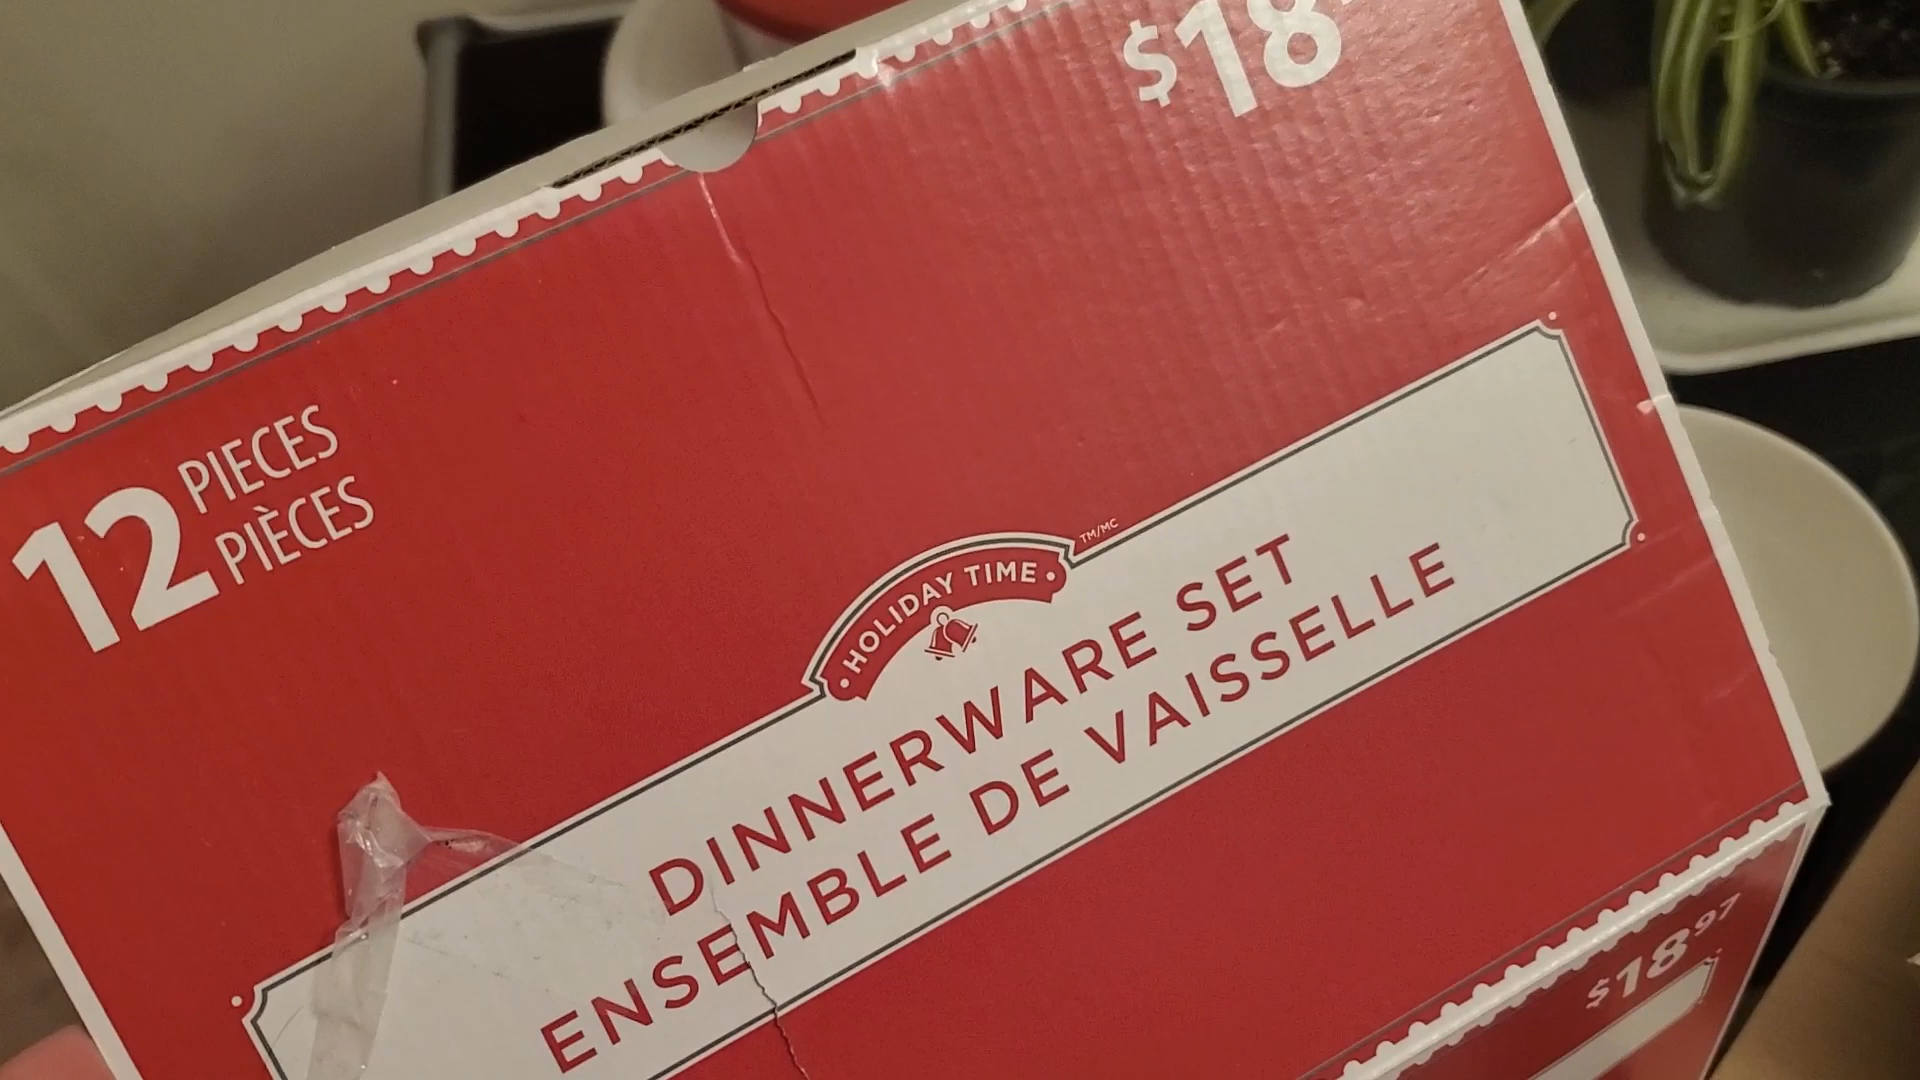 $18
12 PIECES
PIÈCES
HOLIDAY TIME
TM/MC
DINNERWARE SET
ENSEMBLE DE VAISSELLE
$18 97